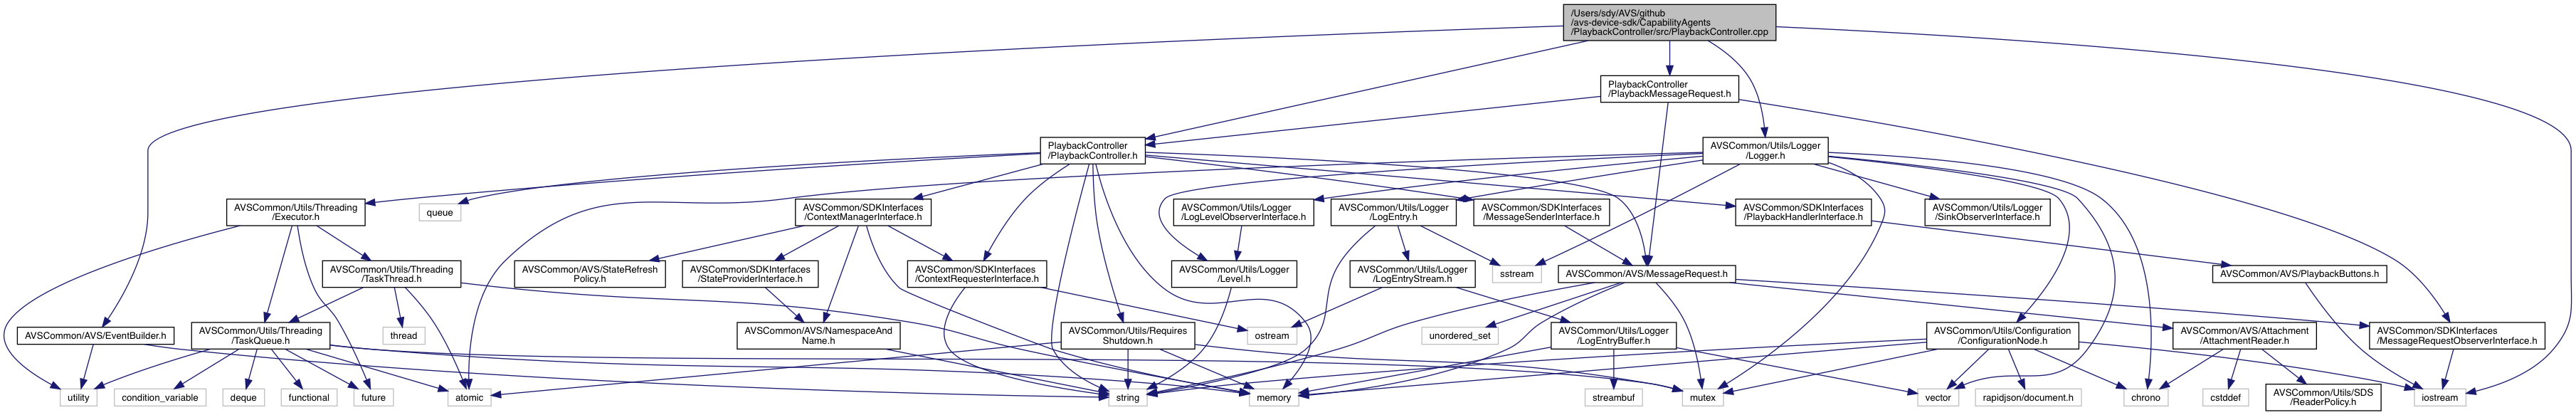 /Users/sdy/AVS/github
/avs-device-sdk/CapabilityAgents
/PlaybackController/src/PlaybackController.cpp
PlaybackController
/PlaybackMessageRequest.h
PlaybackController
/PlaybackController.h
AVSCommon/Utils/Logger
/Logger.h
AVSCommon/Utils/Threading
/Executor.h
queue
AVSCommon/SDKInterfaces
/ContextManagerInterface.h
AVSCommon/Utils/Logger
/LogLevelObserverInterface.h
AVSCommon/Utils/Logger
/LogEntry.h
AVSCommon/SDKInterfaces
/MessageSenderInterface.h
AVSCommon/SDKInterfaces
/PlaybackHandlerInterface.h
AVSCommon/Utils/Logger
/SinkObserverInterface.h
AVSCommon/Utils/Threading
/TaskThread.h
AVSCommon/AVS/StateRefresh
Policy.h
AVSCommon/SDKInterfaces
/StateProviderInterface.h
AVSCommon/SDKInterfaces
/ContextRequesterInterface.h
AVSCommon/Utils/Logger
/Level.h
AVSCommon/Utils/Logger
/LogEntryStream.h
sstream
AVSCommon/AVS/MessageRequest.h
AVSCommon/AVS/PlaybackButtons.h
AVSCommon/AVS/EventBuilder.h
AVSCommon/Utils/Threading
/TaskQueue.h
thread
AVSCommon/AVS/NamespaceAnd
Name.h
AVSCommon/Utils/Requires
Shutdown.h
ostream
unordered_set
AVSCommon/Utils/Logger
/LogEntryBuffer.h
AVSCommon/Utils/Configuration
/ConfigurationNode.h
AVSCommon/AVS/Attachment
/AttachmentReader.h
AVSCommon/SDKInterfaces
/MessageRequestObserverInterface.h
utility
condition_variable
deque
functional
future
atomic
string
memory
streambuf
mutex
vector
rapidjson/document.h
chrono
cstddef
AVSCommon/Utils/SDS
/ReaderPolicy.h
iostream